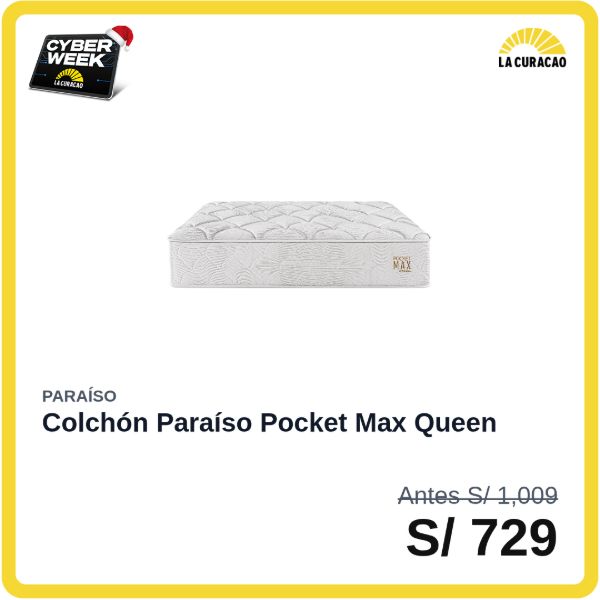 CYBER
WEEK
LA CURACAO
LA CURACAO
POCKET
MAX
PARAÍSO
Colchón Paraíso Pocket Max Queen
Antes S/ 1,009
S/ 729